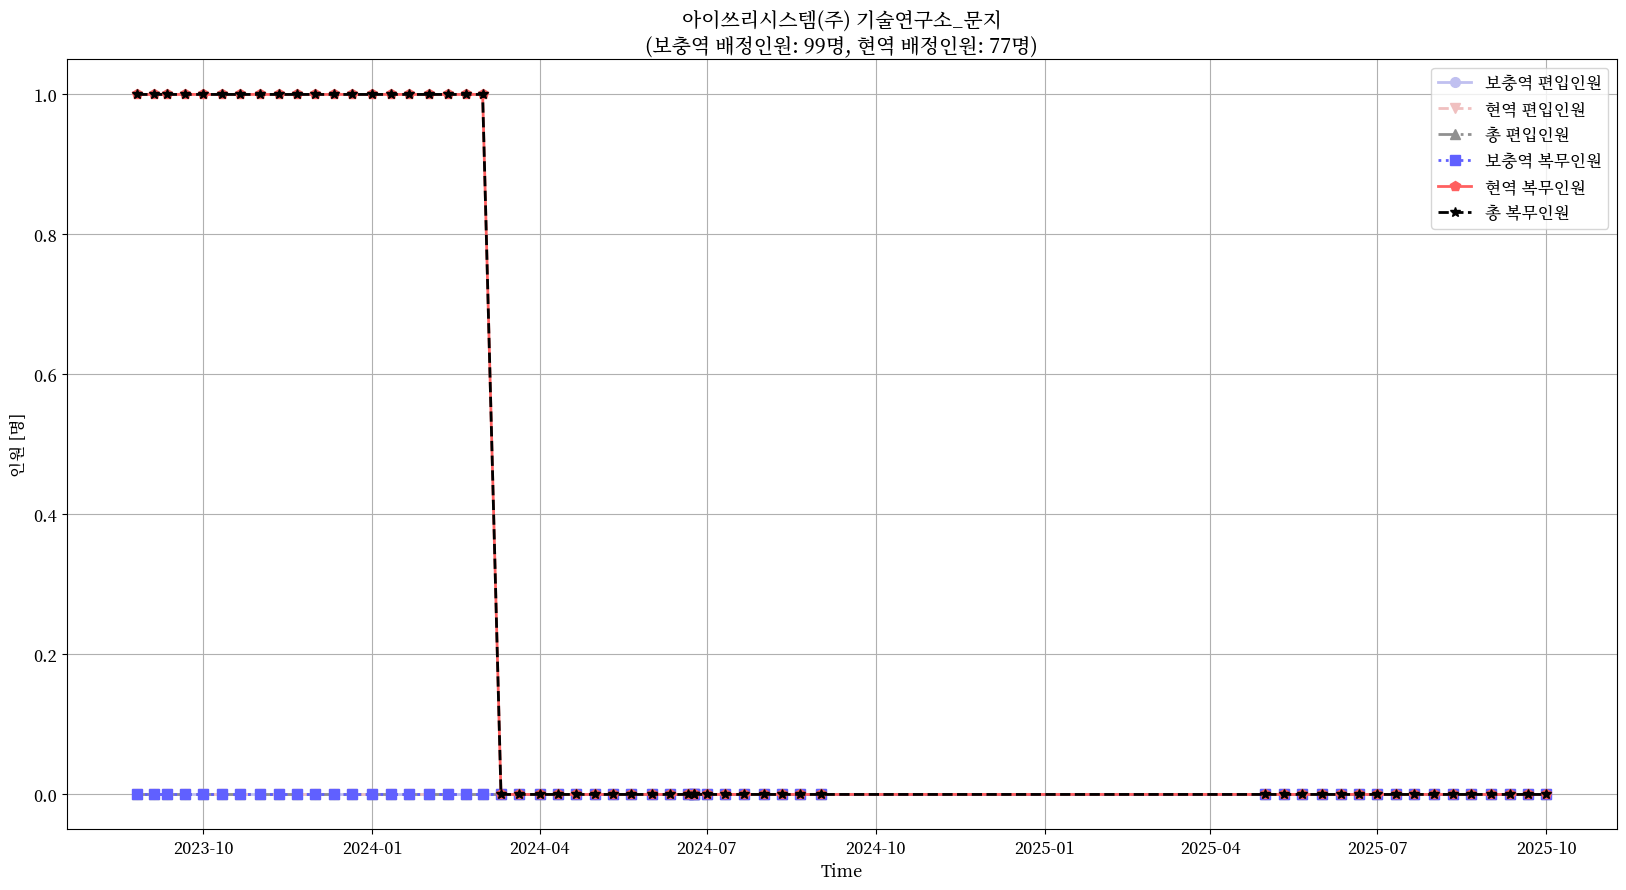 아이쓰리시스템(주) 기술연구소_문지
(보충역 배정인원: 99명, 현역 배정인원: 77명)
보충역 편입인원
현역 편입인원
총 편입인원
보충역 복무인원
현역 복무인원
총 복무인원
인원 [명]
1.0
0.8
0.6
0.4
0.2
0.0
2023-10
2024-01
2024-04
2024-07
2024-10
2025-01
2025-04
2025-07
2025-10
Time